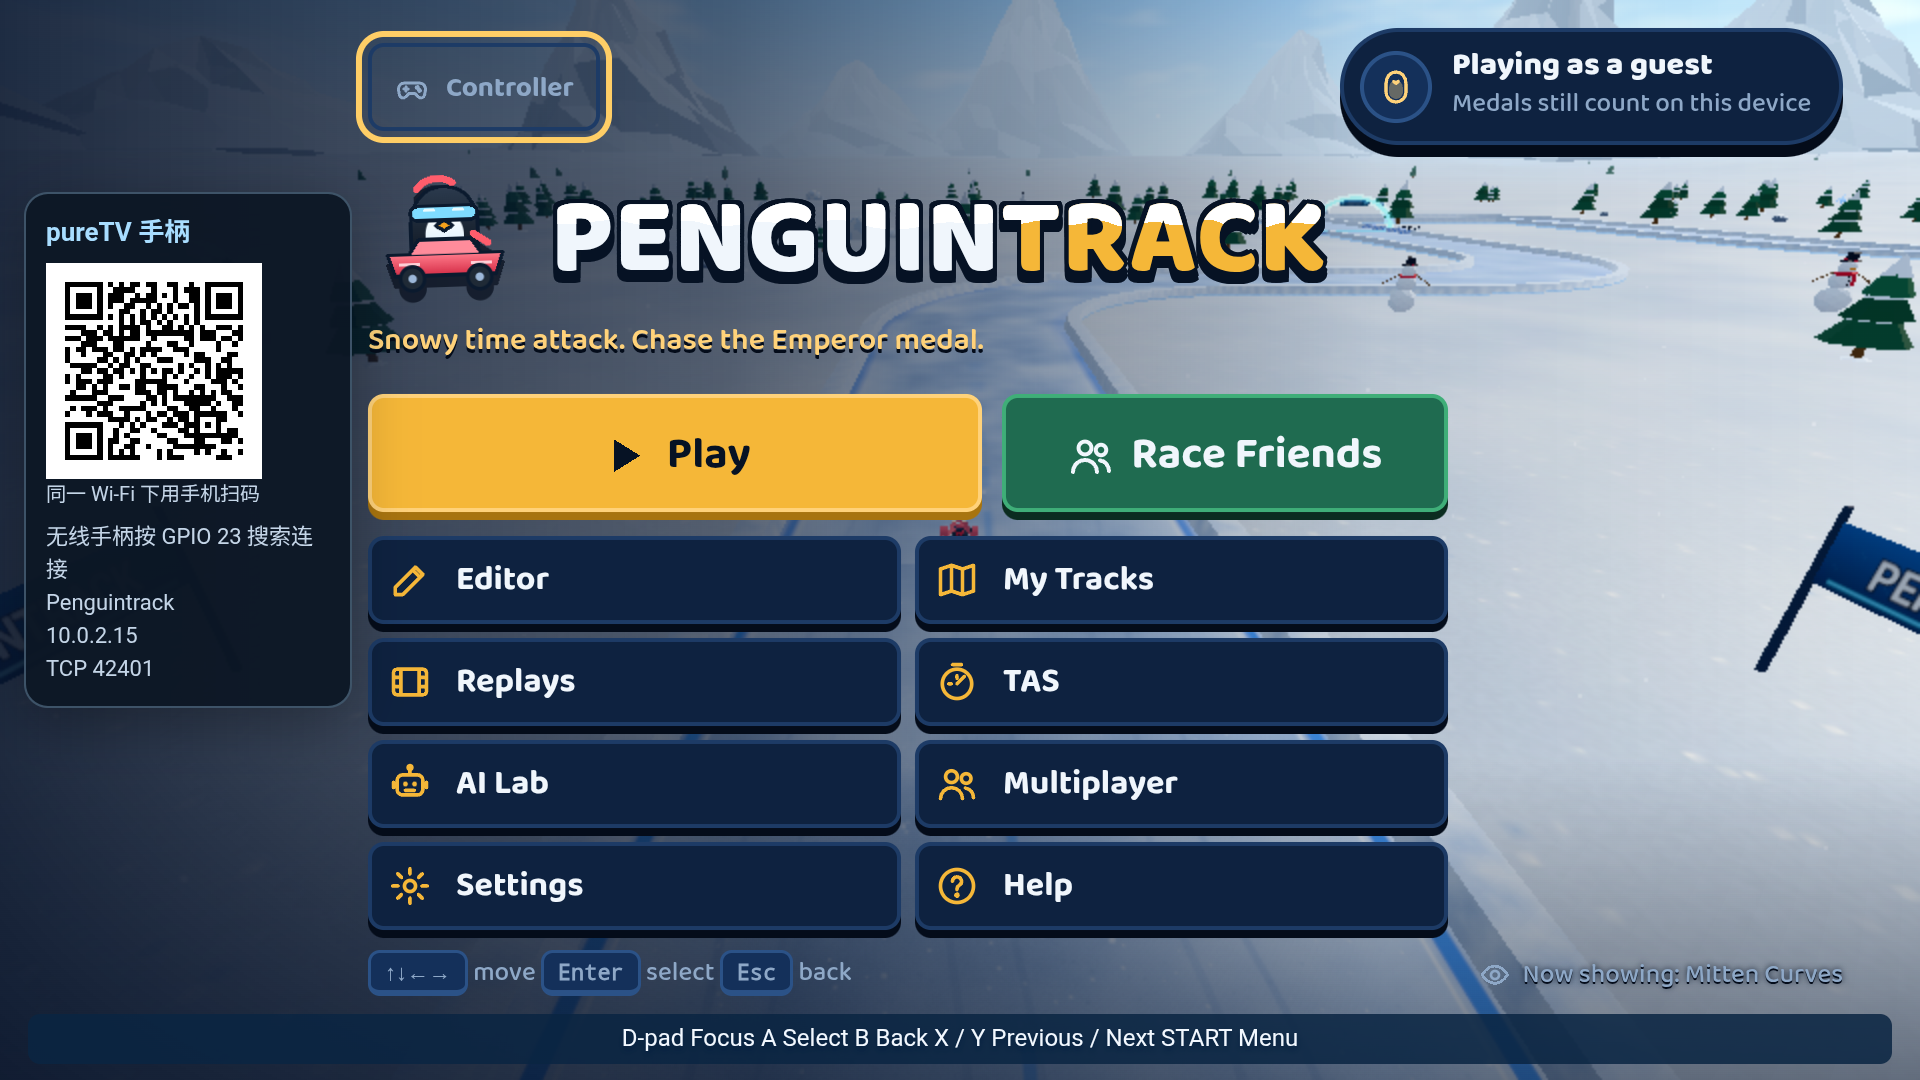 Controller
Playing as a guest
Medals still count on this device
pureTV 手柄
同一 Wi-Fi 下用手机扫码
无线手柄按 GPIO 23 搜索连
接
Penguintrack
10.0.2.15
TCP 42401
PENGUINTRACK
Snowy time attack. Chase the Emperor medal.
Play
Race Friends
Editor
My Tracks
Replays
TAS
AI Lab
Multiplayer
Settings
Help
↑↓←→ move Enter select Esc back
Now showing: Mitten Curves
D-pad Focus A Select B Back X / Y Previous / Next START Menu